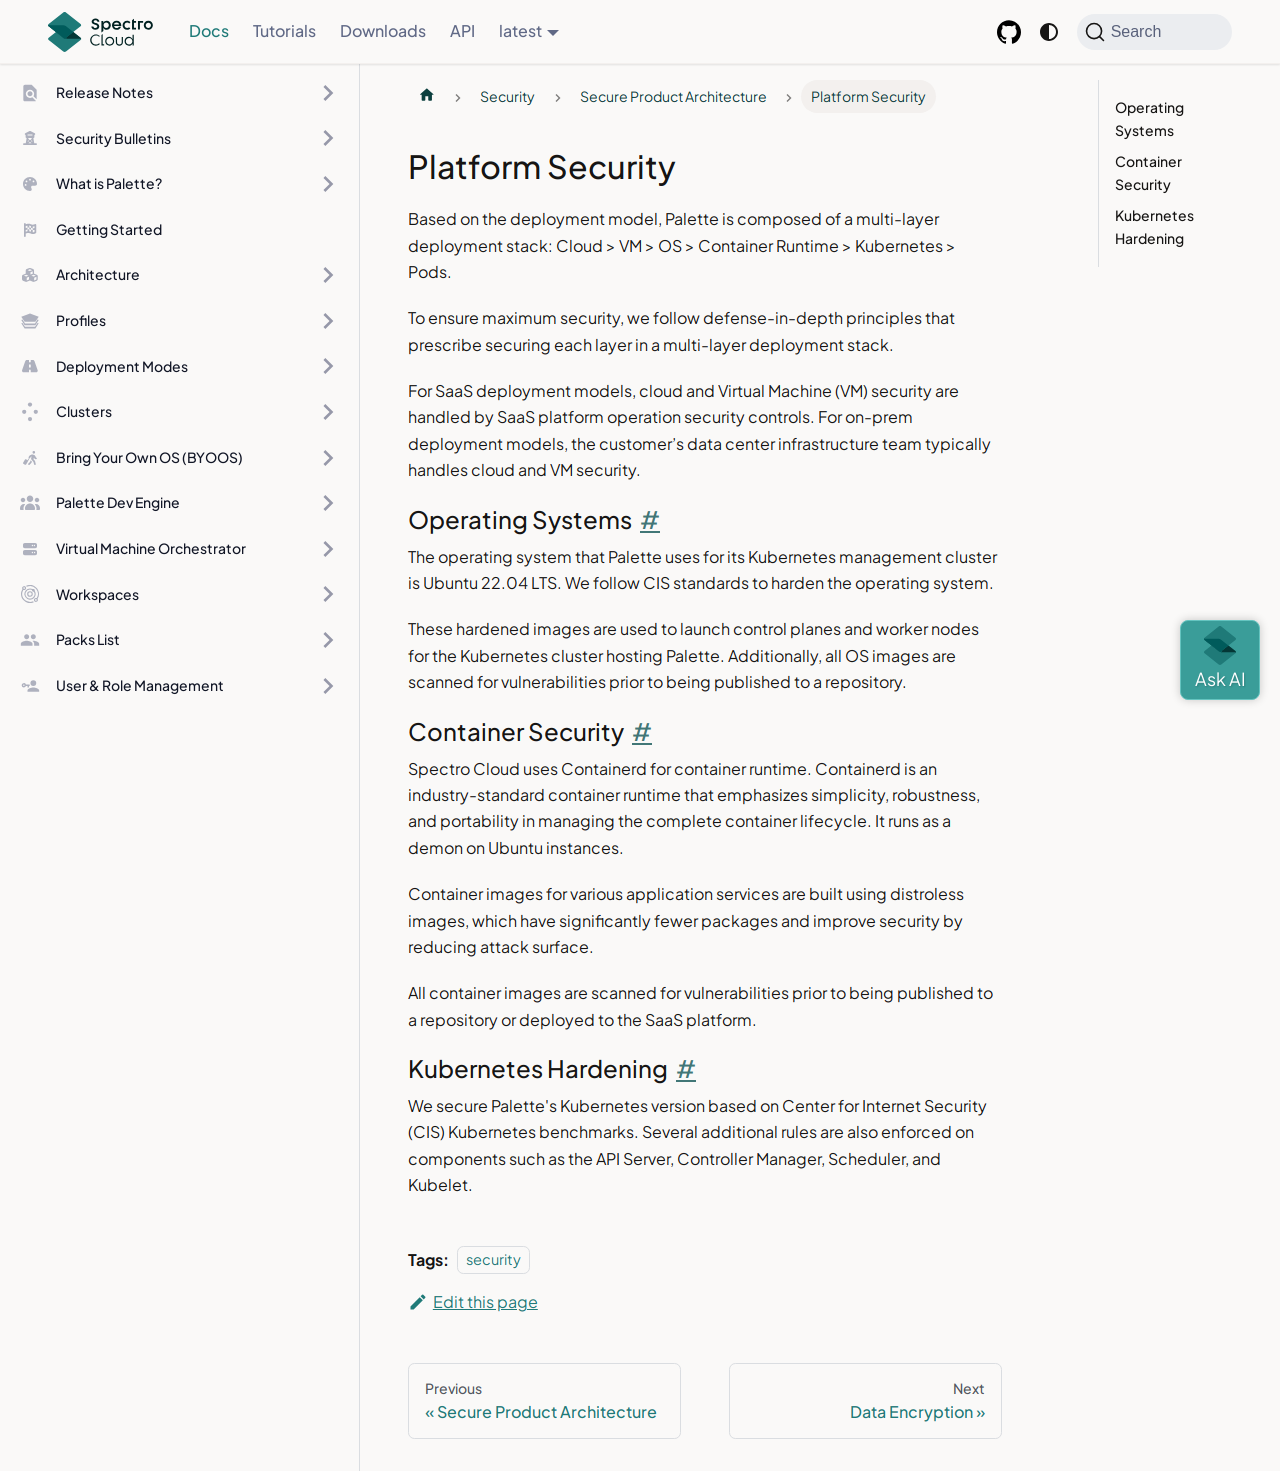 Spectro Cloud
Docs
Tutorials
Downloads
API
latest
Search
Release Notes
Security Bulletins
What is Palette?
Getting Started
Architecture
Profiles
Deployment Modes
Clusters
Bring Your Own OS (BYOOS)
Palette Dev Engine
Virtual Machine Orchestrator
Workspaces
Packs List
User & Role Management
Security
Secure Product Architecture
Platform Security
Platform Security
Based on the deployment model, Palette is composed of a multi-layer
deployment stack: Cloud > VM > OS > Container Runtime > Kubernetes >
Pods.
To ensure maximum security, we follow defense-in-depth principles that
prescribe securing each layer in a multi-layer deployment stack.
For SaaS deployment models, cloud and Virtual Machine (VM) security are
handled by SaaS platform operation security controls. For on-prem
deployment models, the customer’s data center infrastructure team typically
handles cloud and VM security.
Operating Systems #
The operating system that Palette uses for its Kubernetes management cluster
is Ubuntu 22.04 LTS. We follow CIS standards to harden the operating system.
These hardened images are used to launch control planes and worker nodes
for the Kubernetes cluster hosting Palette. Additionally, all OS images are
scanned for vulnerabilities prior to being published to a repository.
Container Security #
Spectro Cloud uses Containerd for container runtime. Containerd is an
industry-standard container runtime that emphasizes simplicity, robustness,
and portability in managing the complete container lifecycle. It runs as a
demon on Ubuntu instances.
Container images for various application services are built using distroless
images, which have significantly fewer packages and improve security by
reducing attack surface.
All container images are scanned for vulnerabilities prior to being published to
a repository or deployed to the SaaS platform.
Kubernetes Hardening #
We secure Palette's Kubernetes version based on Center for Internet Security
(CIS) Kubernetes benchmarks. Several additional rules are also enforced on
components such as the API Server, Controller Manager, Scheduler, and
Kubelet.
Tags: security
Edit this page
Previous
« Secure Product Architecture
Next
Data Encryption »
Operating
Systems
Container
Security
Kubernetes
Hardening
Ask AI